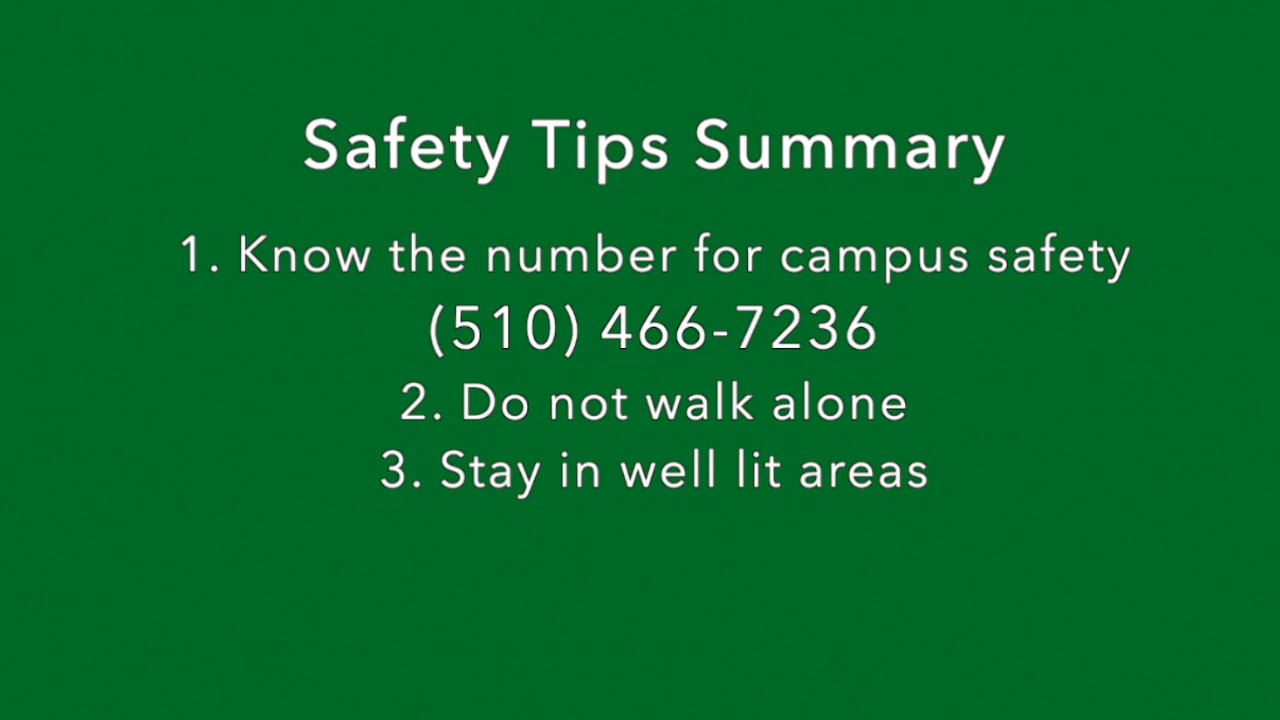 Safety Tips Summary
1. Know the number for campus safety
(510) 466-7236
2. Do not walk alone
3. Stay in well lit areas